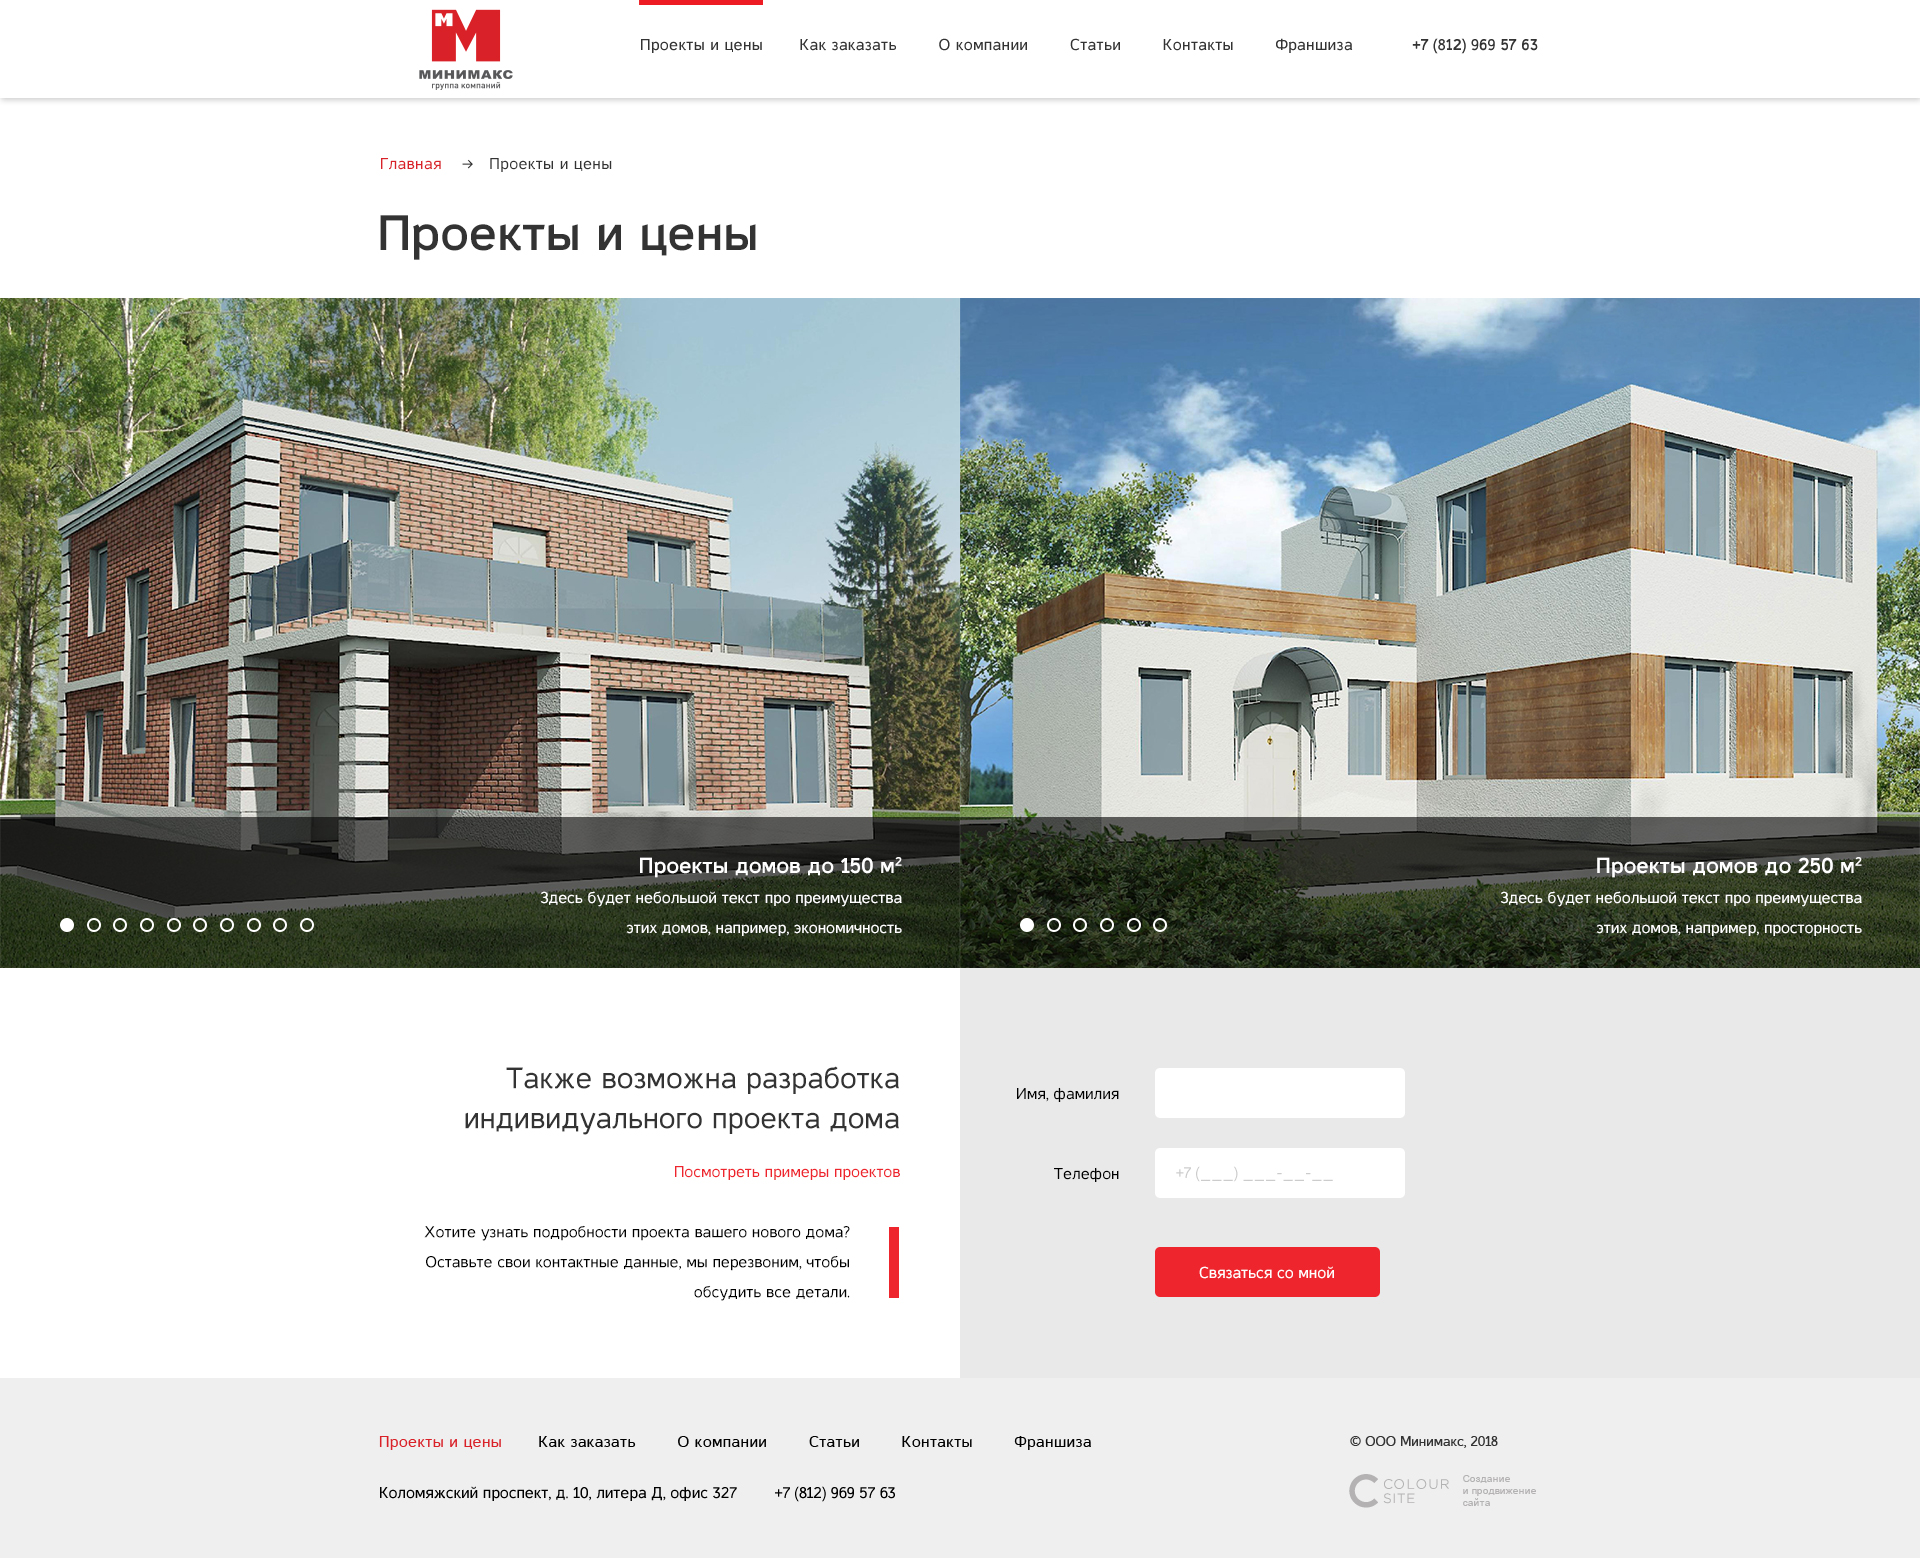 М
М
МИНИМАКС
группа компаний
Проекты и цены
Как заказать
О компании
Статьи
Контакты
Франшиза
+7 (812) 969 57 63
Главная → Проекты и цены
Проекты и цены
Проекты домов до 150 м²
Здесь будет небольшой текст про преимущества
этих домов, например, экономичность
Проекты домов до 250 м²
Здесь будет небольшой текст про преимущества
этих домов, например, просторность
Также возможна разработка
индивидуального проекта дома
Посмотреть примеры проектов
Хотите узнать подробности проекта вашего нового дома?
Оставьте свои контактные данные, мы перезвоним, чтобы
обсудить все детали.
Имя, фамилия
Телефон
+7 (___) ___-__-__
Связаться со мной
Проекты и цены
Как заказать
О компании
Статьи
Контакты
Франшиза
Коломяжский проспект, д. 10, литера Д, офис 327
+7 (812) 969 57 63
© ООО Минимакс, 2018
COLOUR
SITE
Создание
и продвижение
сайта